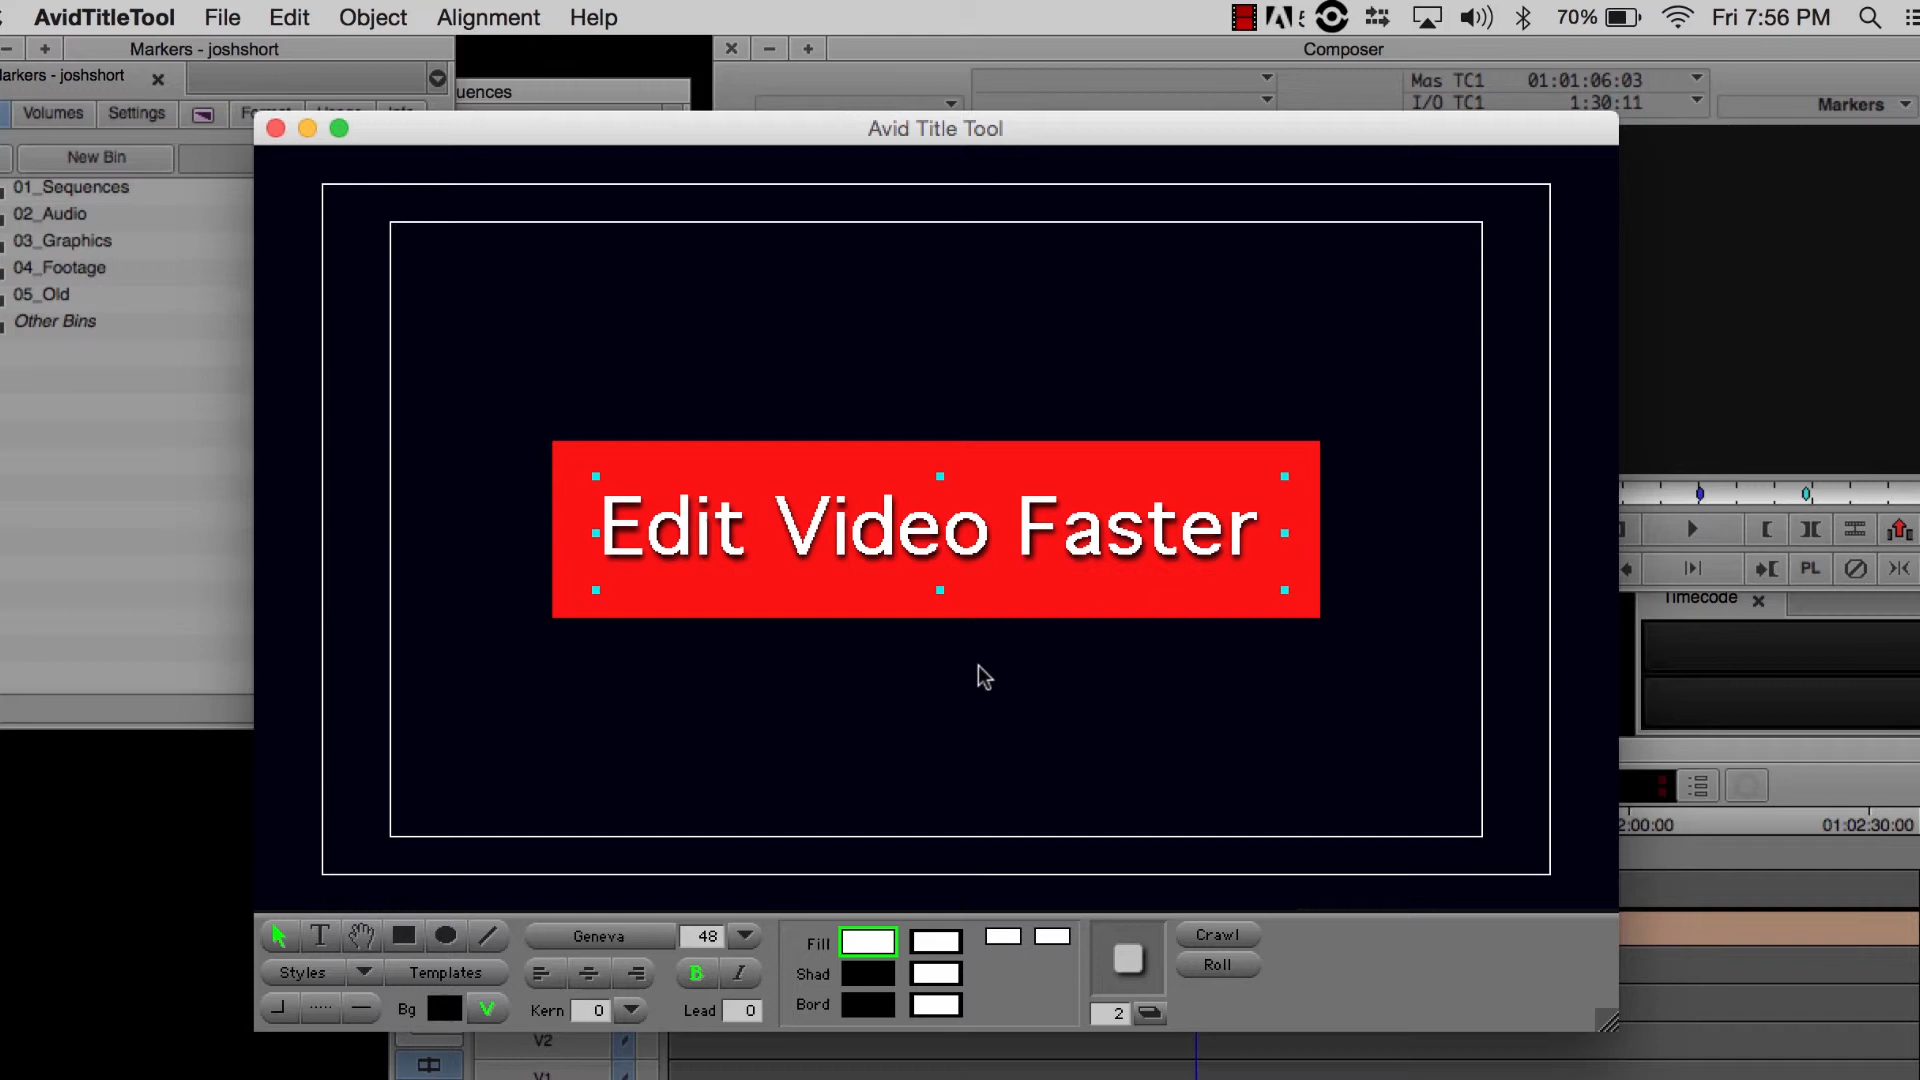 AvidTitleTool File Edit Object Alignment Help 70% Fri 7:56 PM
Markers - joshshort
Composer
arkers - joshshort
uences
Mas TC1 01:01:06:03
I/O TC1 1:30:11
Markers
Volumes Settings
Avid Title Tool
New Bin
01_Sequences
02_Audio
03_Graphics
04_Footage
05_Old
Other Bins
Edit Video Faster
PL
Timecode
2:00:00 01:02:30:00
T Geneva 48 Fill Crawl
Styles Templates B I Shad Roll
Bg V Kern 0 Lead 0 Bord 2
V2
V1